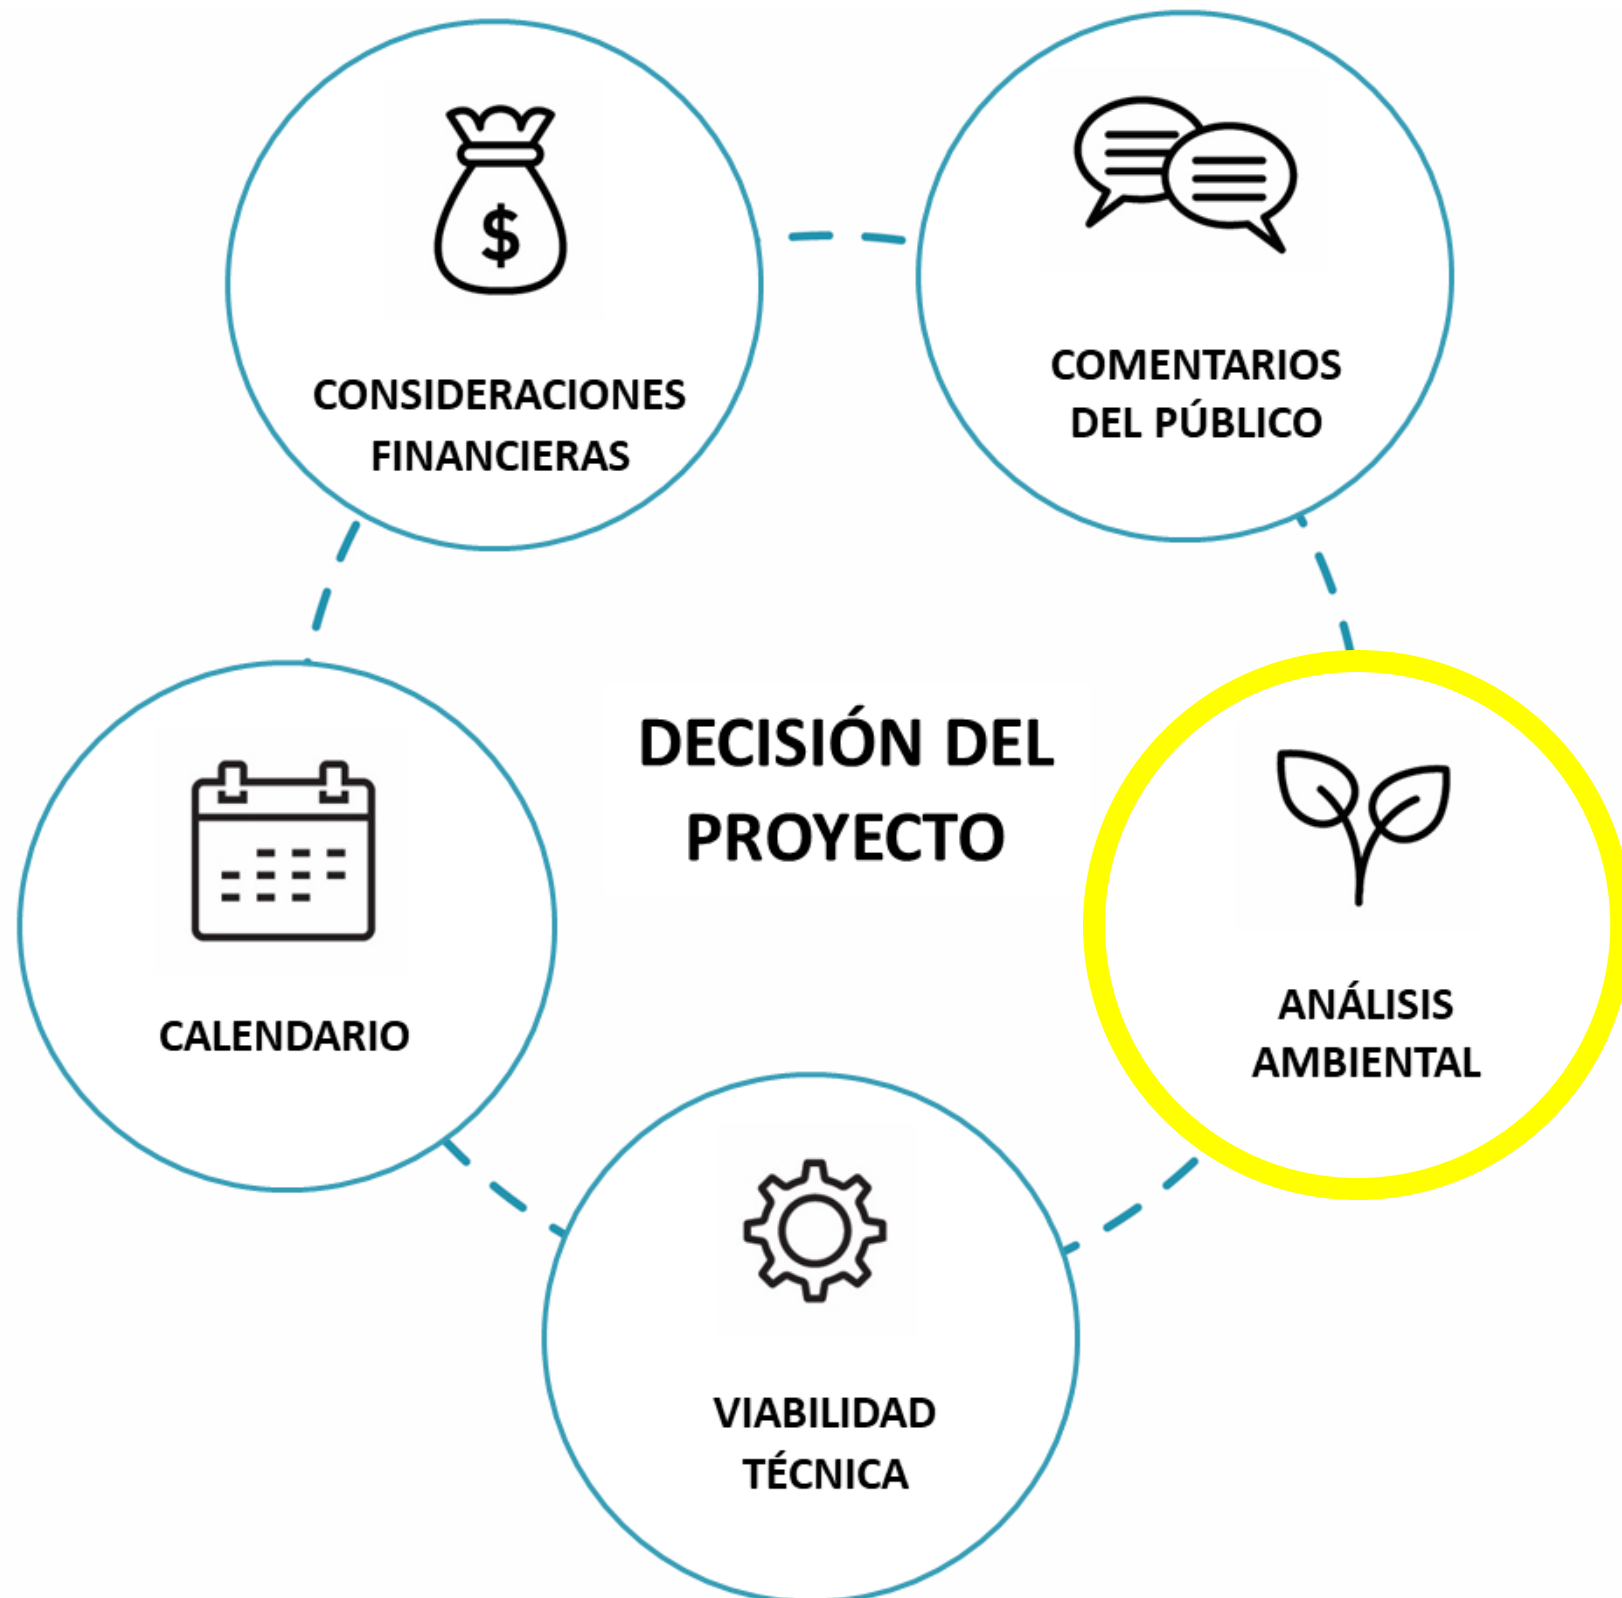 CONSIDERACIONES
FINANCIERAS
$
COMENTARIOS
DEL PÚBLICO
DECISIÓN DEL
PROYECTO
CALENDARIO
ANÁLISIS
AMBIENTAL
VIABILIDAD
TÉCNICA